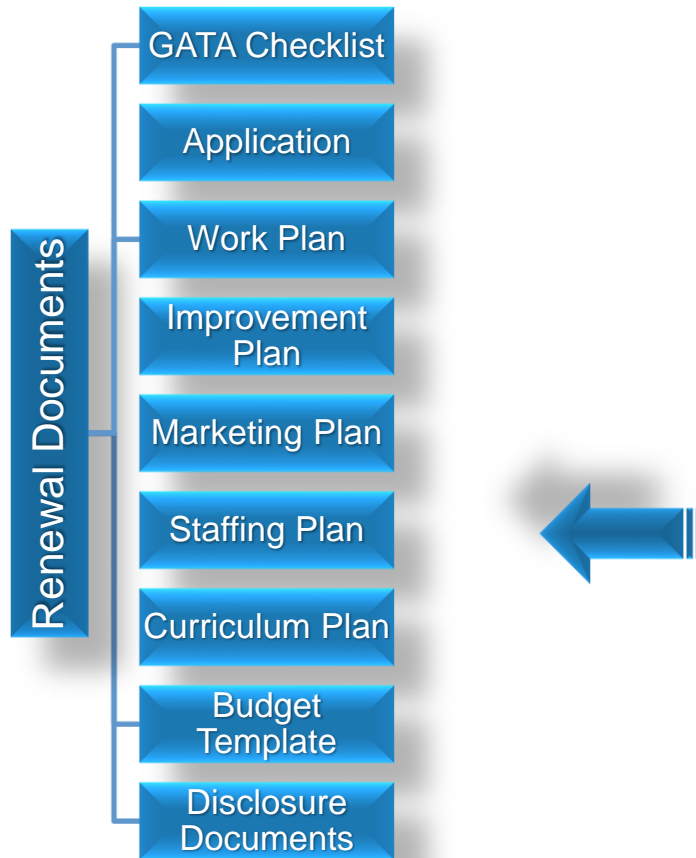 Renewal Documents
GATA Checklist
Application
Work Plan
Improvement
Plan
Marketing Plan
Staffing Plan
Curriculum Plan
Budget
Template
Disclosure
Documents